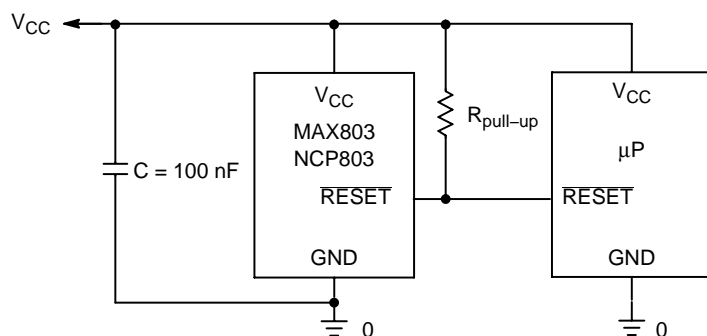 VCC
VCC
MAX803
NCP803
RESET
GND
C = 100 nF
Rpull–up
VCC
μP
RESET
GND
0
0